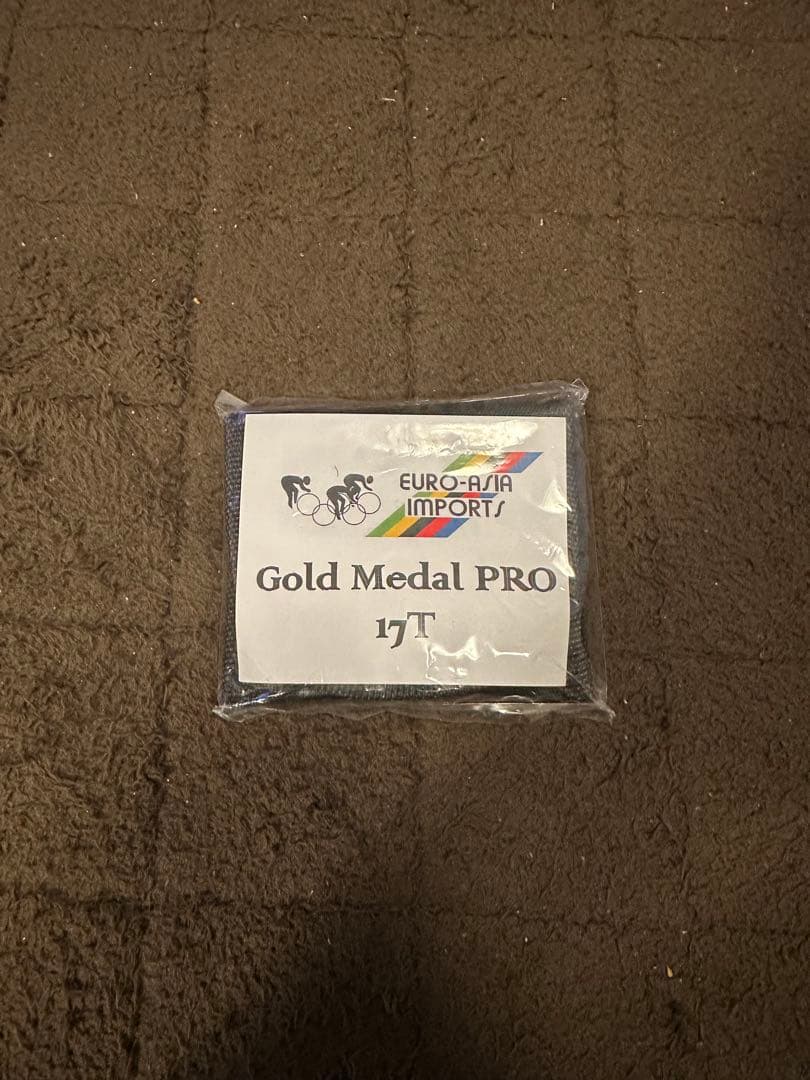 EURO-ASIA
IMPORTS
Gold Medal PRO
17T